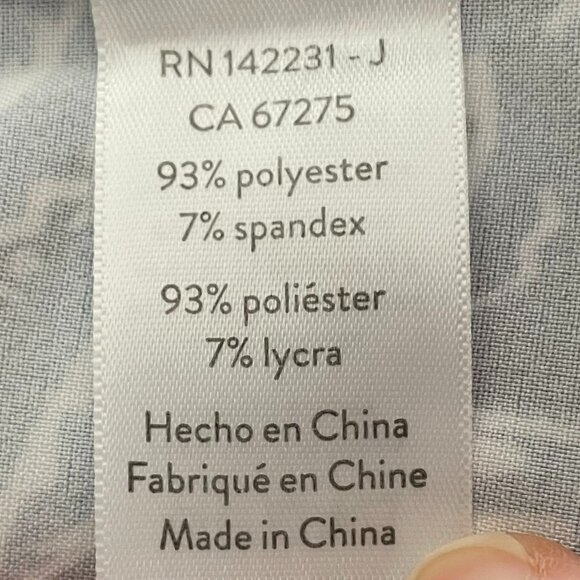 RN 142231 - J
CA 67275
93% polyester
7% spandex
93% poliéster
7% lycra
Hecho en China
Fabriqué en Chine
Made in China